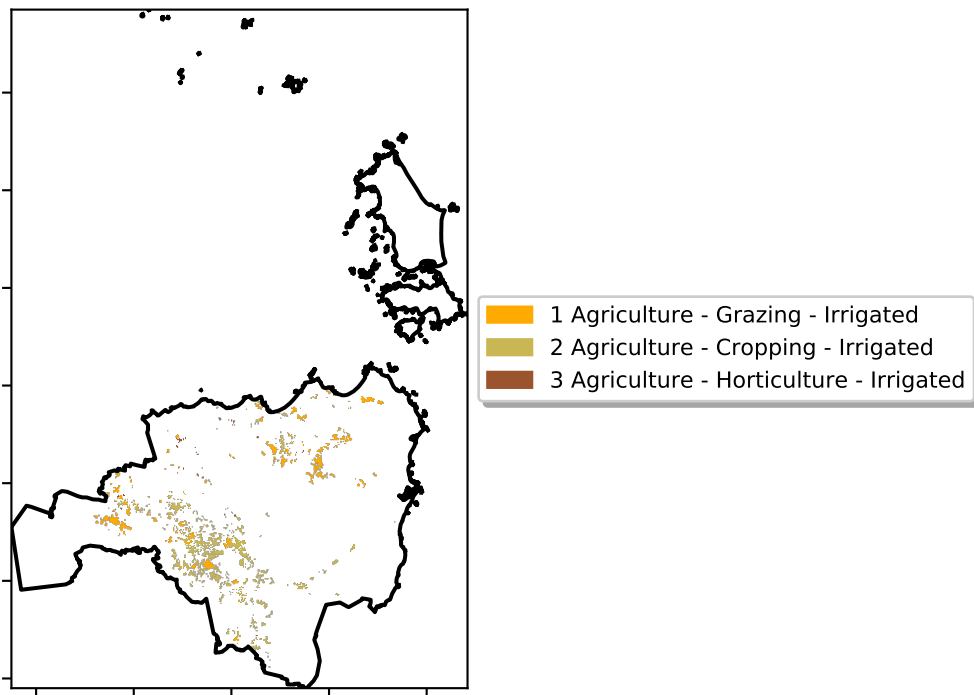 1 Agriculture - Grazing - Irrigated
2 Agriculture - Cropping - Irrigated
3 Agriculture - Horticulture - Irrigated